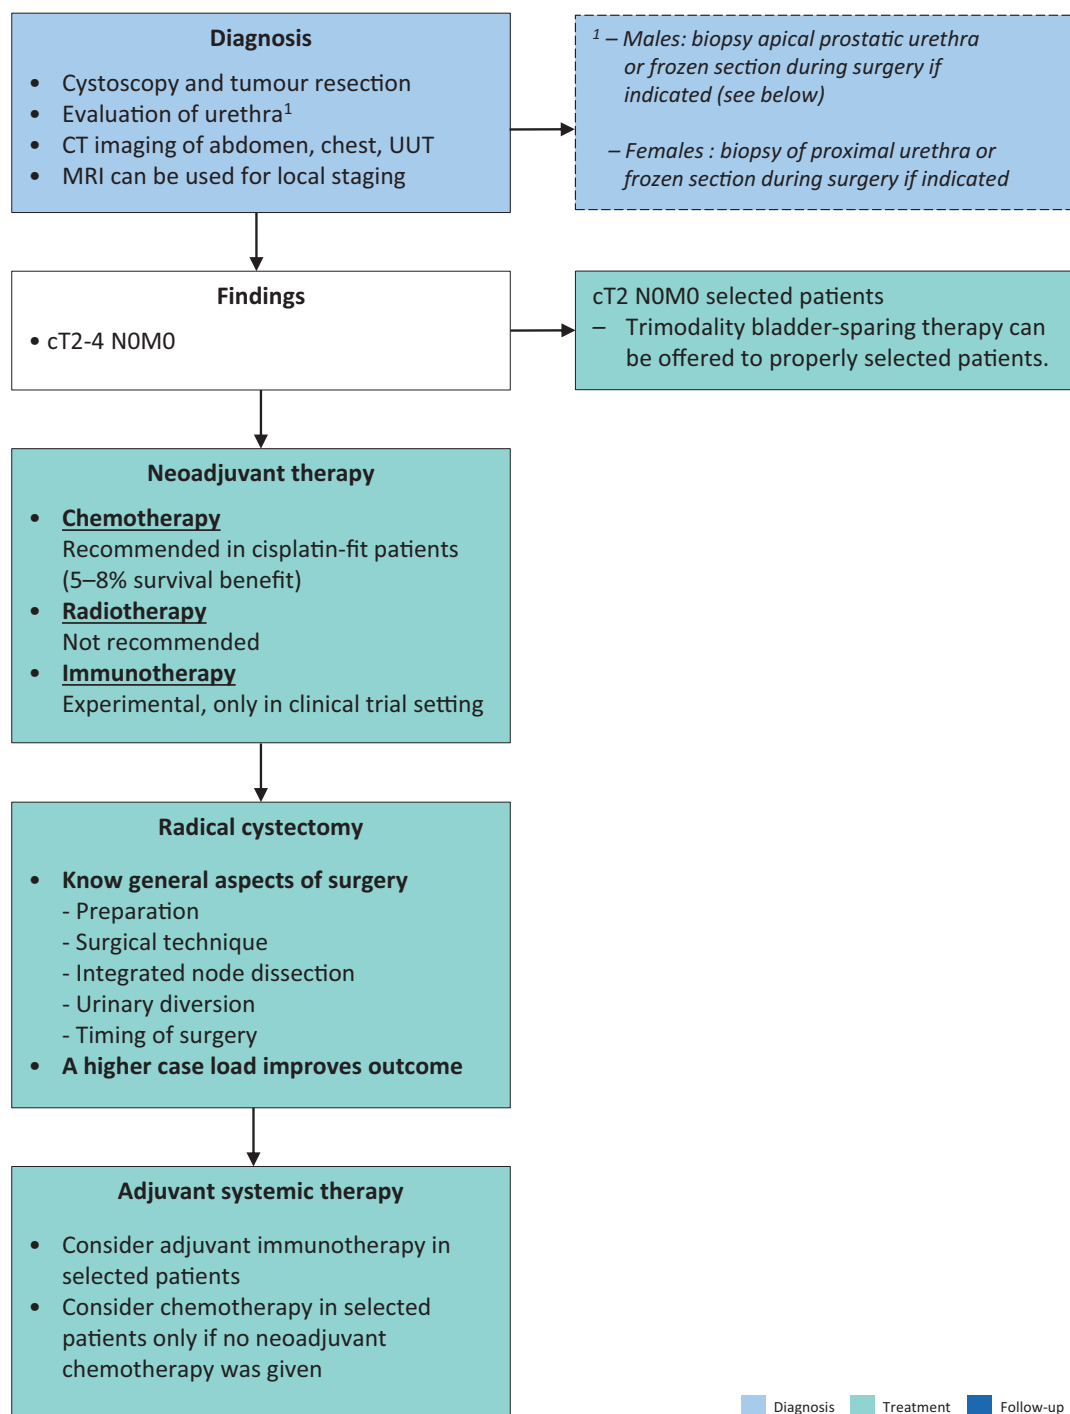 Diagnosis
• Cystoscopy and tumour resection
• Evaluation of urethra¹
• CT imaging of abdomen, chest, UUT
• MRI can be used for local staging
¹ – Males: biopsy apical prostatic urethra
or frozen section during surgery if
indicated (see below)
– Females : biopsy of proximal urethra or
frozen section during surgery if indicated
Findings
• cT2-4 N0M0
cT2 N0M0 selected patients
– Trimodality bladder-sparing therapy can
be offered to properly selected patients.
Neoadjuvant therapy
• Chemotherapy
Recommended in cisplatin-fit patients
(5–8% survival benefit)
• Radiotherapy
Not recommended
• Immunotherapy
Experimental, only in clinical trial setting
Radical cystectomy
• Know general aspects of surgery
- Preparation
- Surgical technique
- Integrated node dissection
- Urinary diversion
- Timing of surgery
• A higher case load improves outcome
Adjuvant systemic therapy
• Consider adjuvant immunotherapy in
selected patients
• Consider chemotherapy in selected
patients only if no neoadjuvant
chemotherapy was given
Diagnosis Treatment Follow-up